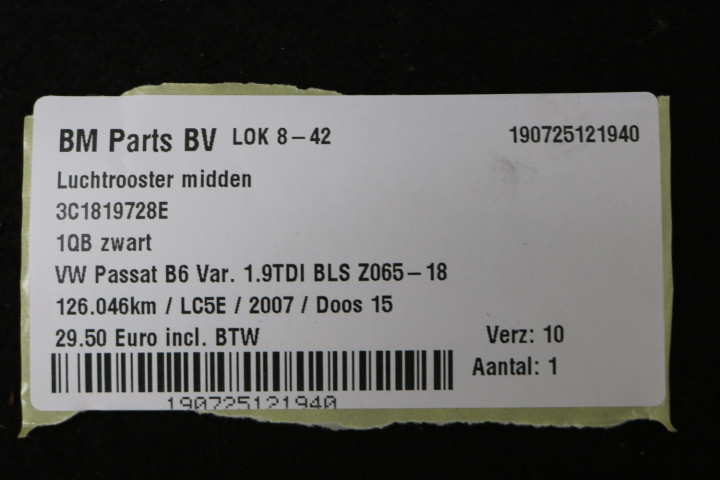 BM Parts BV LOK 8-42 190725121940
Luchtrooster midden
3C1819728E
1QB zwart
VW Passat B6 Var. 1.9TDI BLS Z065-18
126.046km / LC5E / 2007 / Doos 15
29.50 Euro incl. BTW Verz: 10
Aantal: 1
190725121940